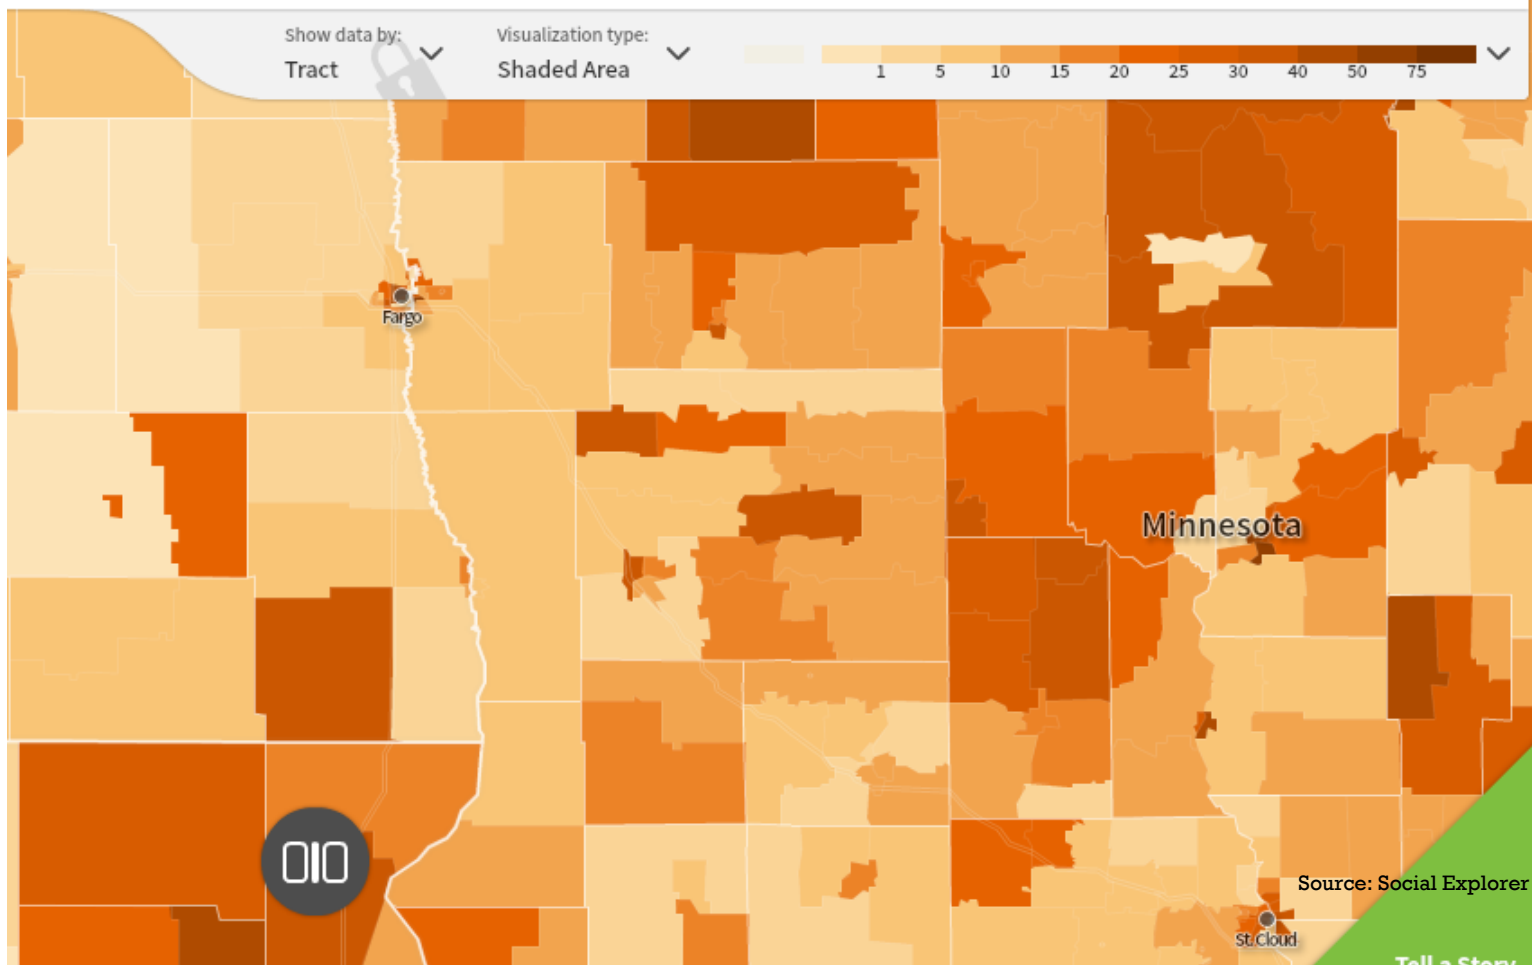 Show data by:
Tract
Visualization type:
Shaded Area
1 5 10 15 20 25 30 40 50 75
Fargo
Minnesota
Source: Social Explorer
St. Cloud
Tell a Story